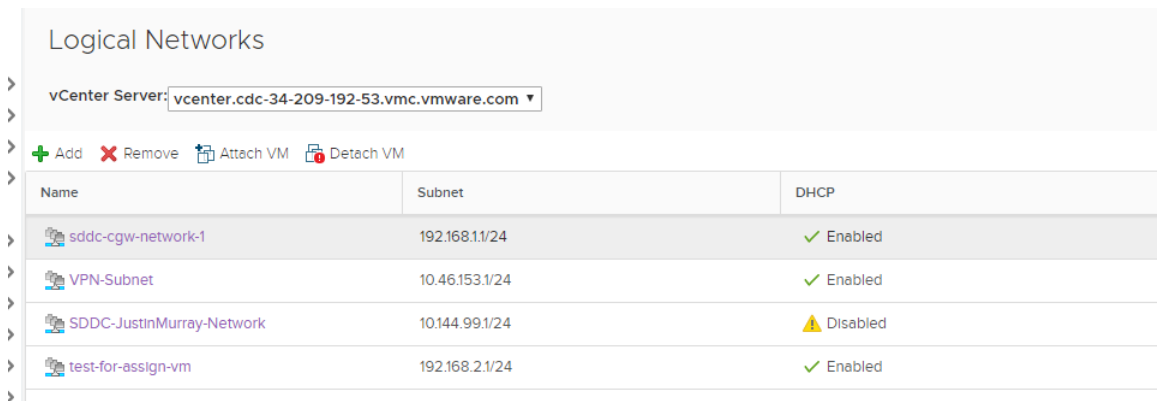 Logical Networks
vCenter Server: vcenter.cdc-34-209-192-53.vmc.vmware.com
Add Remove Attach VM Detach VM
Name Subnet DHCP
sddc-cgw-network-1 192.168.1.1/24 Enabled
VPN-Subnet 10.46.153.1/24 Enabled
SDDC-JustinMurray-Network 10.144.99.1/24 Disabled
test-for-assign-vm 192.168.2.1/24 Enabled